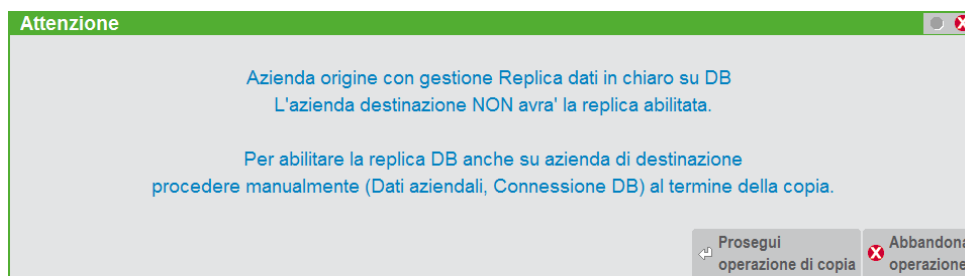 Attenzione
Azienda origine con gestione Replica dati in chiaro su DB
L'azienda destinazione NON avra' la replica abilitata.
Per abilitare la replica DB anche su azienda di destinazione
procedere manualmente (Dati aziendali, Connessione DB) al termine della copia.
Prosegui
operazione di copia
Abbandona
operazione